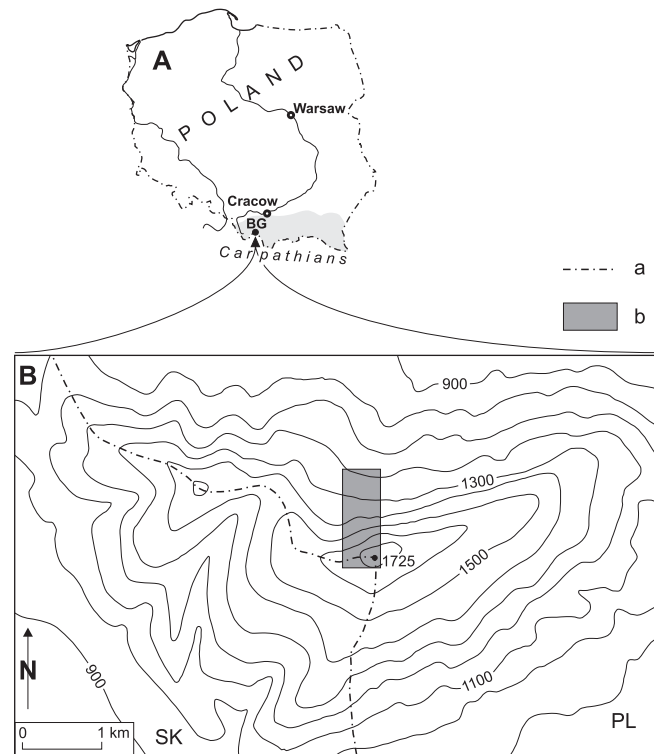 A
POLAND
Warsaw
Cracow
BG
Carpathians
a
b
B
900
1300
1725
1500
N
900
1100
0 1 km
SK
PL